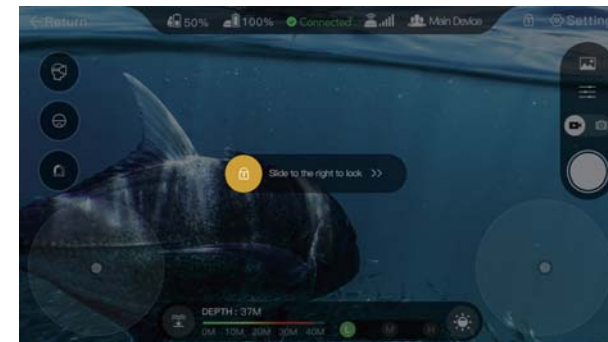 Return 50% 100% Connected Main Device Setting
Slide to the right to lock >>
DEPTH : 37M
0M 10M 20M 30M 40M L M H